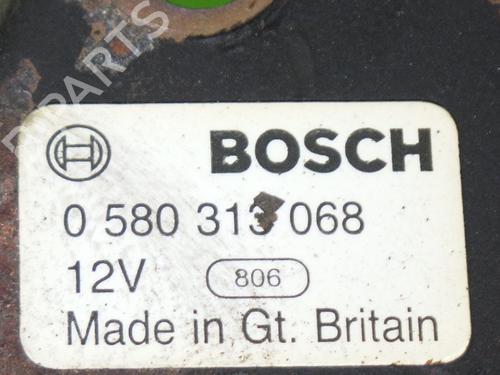 BOSCH
0 580 313 068
12V 806
Made in Gt. Britain